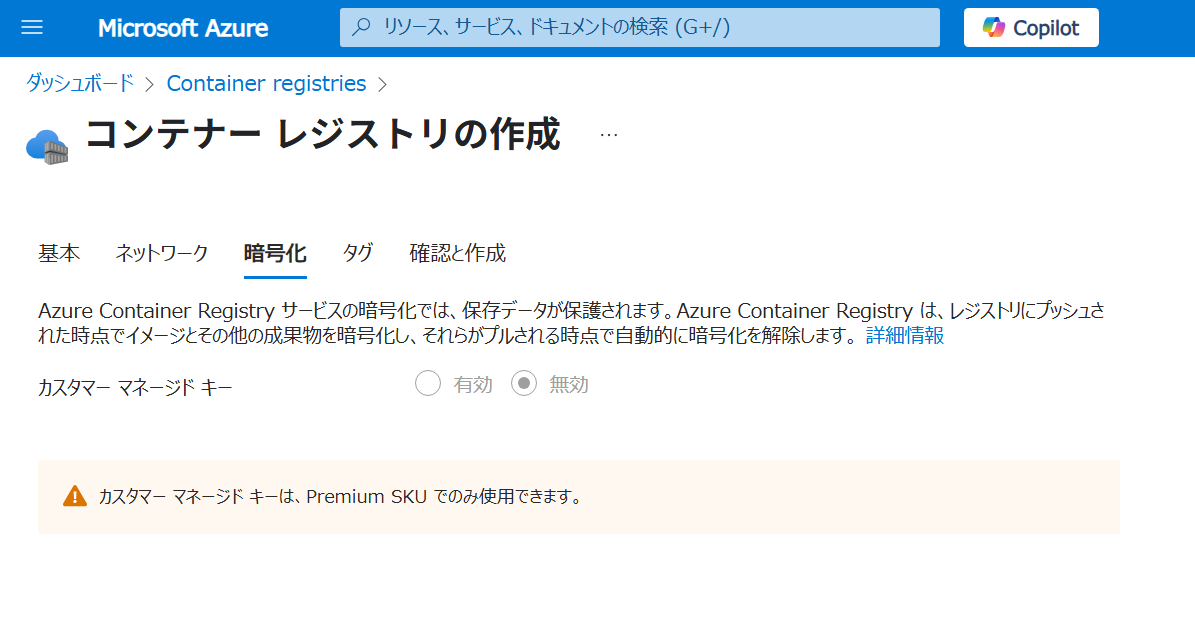 Microsoft Azure
リソース、サービス、ドキュメントの検索 (G+/)
Copilot
ダッシュボード > Container registries >
コンテナー レジストリの作成 …
基本 ネットワーク 暗号化 タグ 確認と作成
Azure Container Registry サービスの暗号化では、保存データが保護されます。Azure Container Registry は、レジストリにプッシュさ
れた時点でイメージとその他の成果物を暗号化し、それらがプルされる時点で自動的に暗号化を解除します。 詳細情報
カスタマー マネージド キー 有効 無効
カスタマー マネージド キーは、Premium SKU でのみ使用できます。